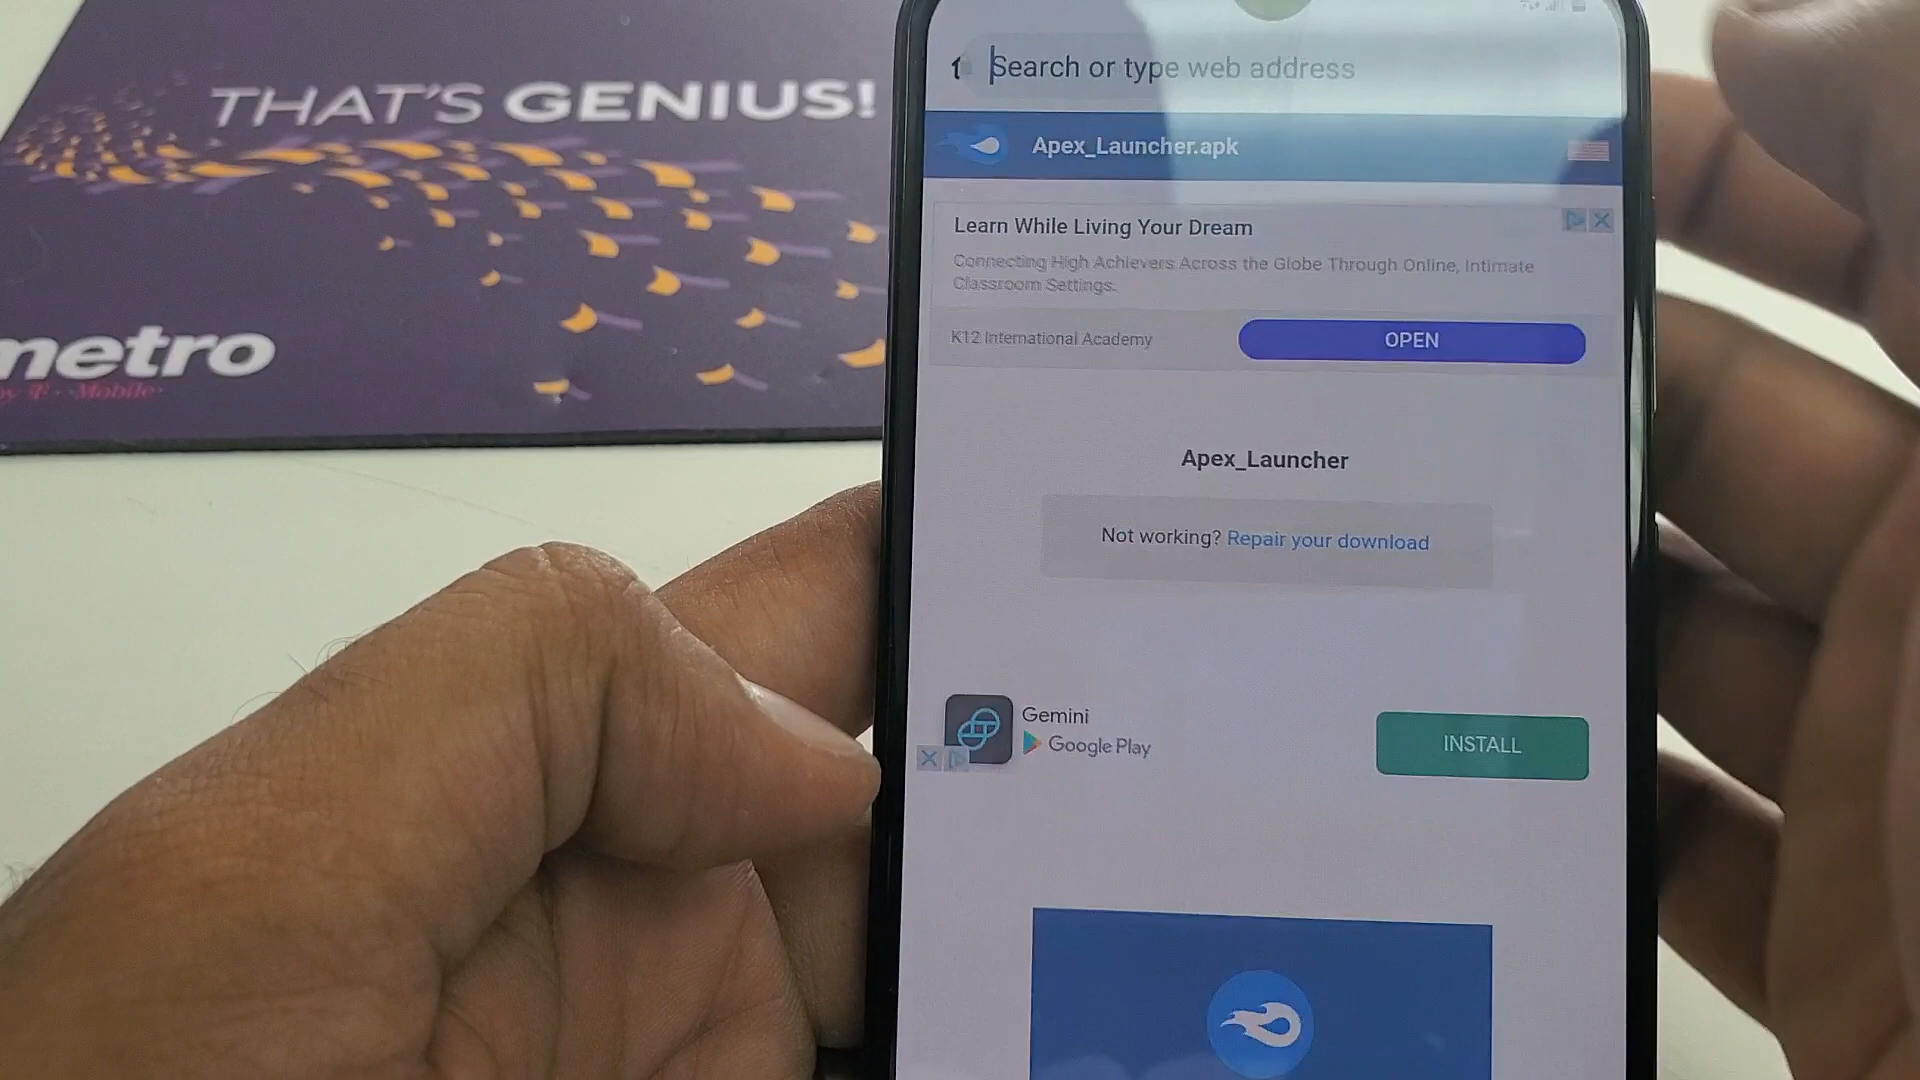 THAT'S GENIUS!
metro
by T-Mobile
Search or type web address
Apex_Launcher.apk
Learn While Living Your Dream
Connecting High Achievers Across the Globe Through Online, Intimate
Classroom Settings.
K12 International Academy
OPEN
Apex_Launcher
Not working? Repair your download
Gemini
Google Play
INSTALL